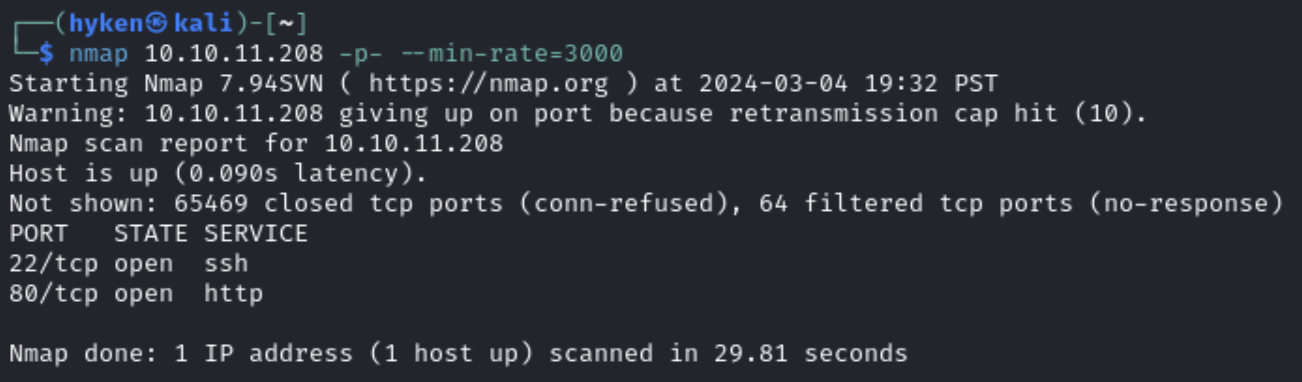 ┌──(hyken㉿kali)-[~]
└─$ nmap 10.10.11.208 -p- --min-rate=3000
Starting Nmap 7.94SVN ( https://nmap.org ) at 2024-03-04 19:32 PST
Warning: 10.10.11.208 giving up on port because retransmission cap hit (10).
Nmap scan report for 10.10.11.208
Host is up (0.090s latency).
Not shown: 65469 closed tcp ports (conn-refused), 64 filtered tcp ports (no-response)
PORT   STATE SERVICE
22/tcp open  ssh
80/tcp open  http
Nmap done: 1 IP address (1 host up) scanned in 29.81 seconds